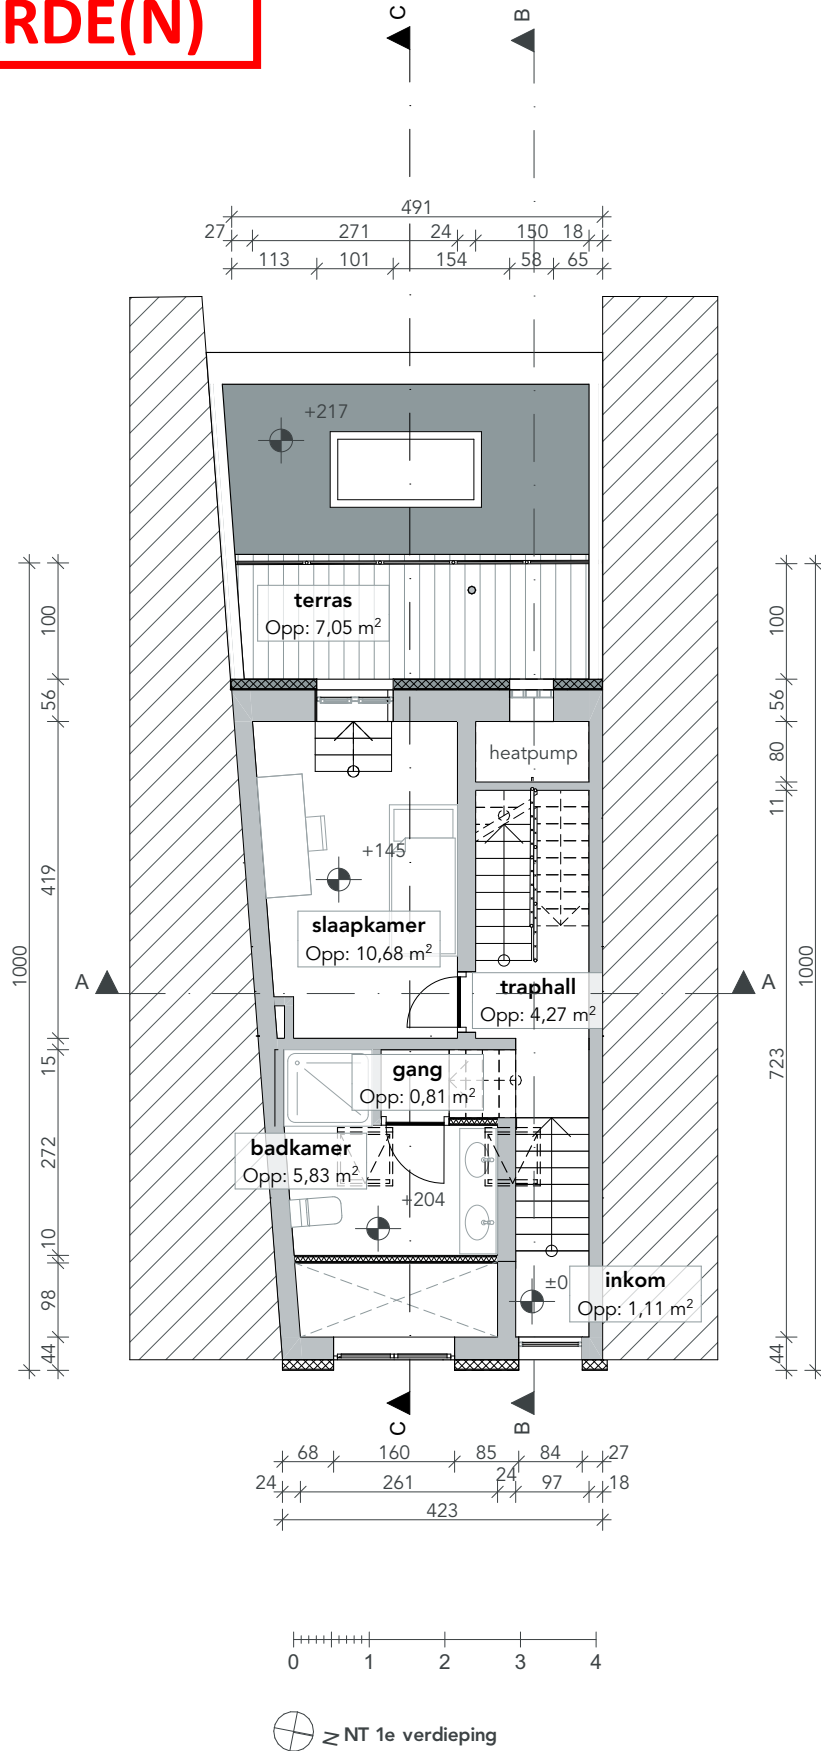 RDE(N)
C
B
491
27 271 24 150 18
113 101 154 58 65
+217
terras
Opp: 7,05 m²
100
56
419
1000
15
272
10
98
44
100
56
80
11
1000
723
44
heatpump
+145
slaapkamer
Opp: 10,68 m²
A
A
traphall
Opp: 4,27 m²
gang
Opp: 0,81 m²
badkamer
Opp: 5,83 m²
+204
±0
inkom
Opp: 1,11 m²
C
B
68 160 85 84 27
24 261 24 97 18
423
0 1 2 3 4
N NT 1e verdieping